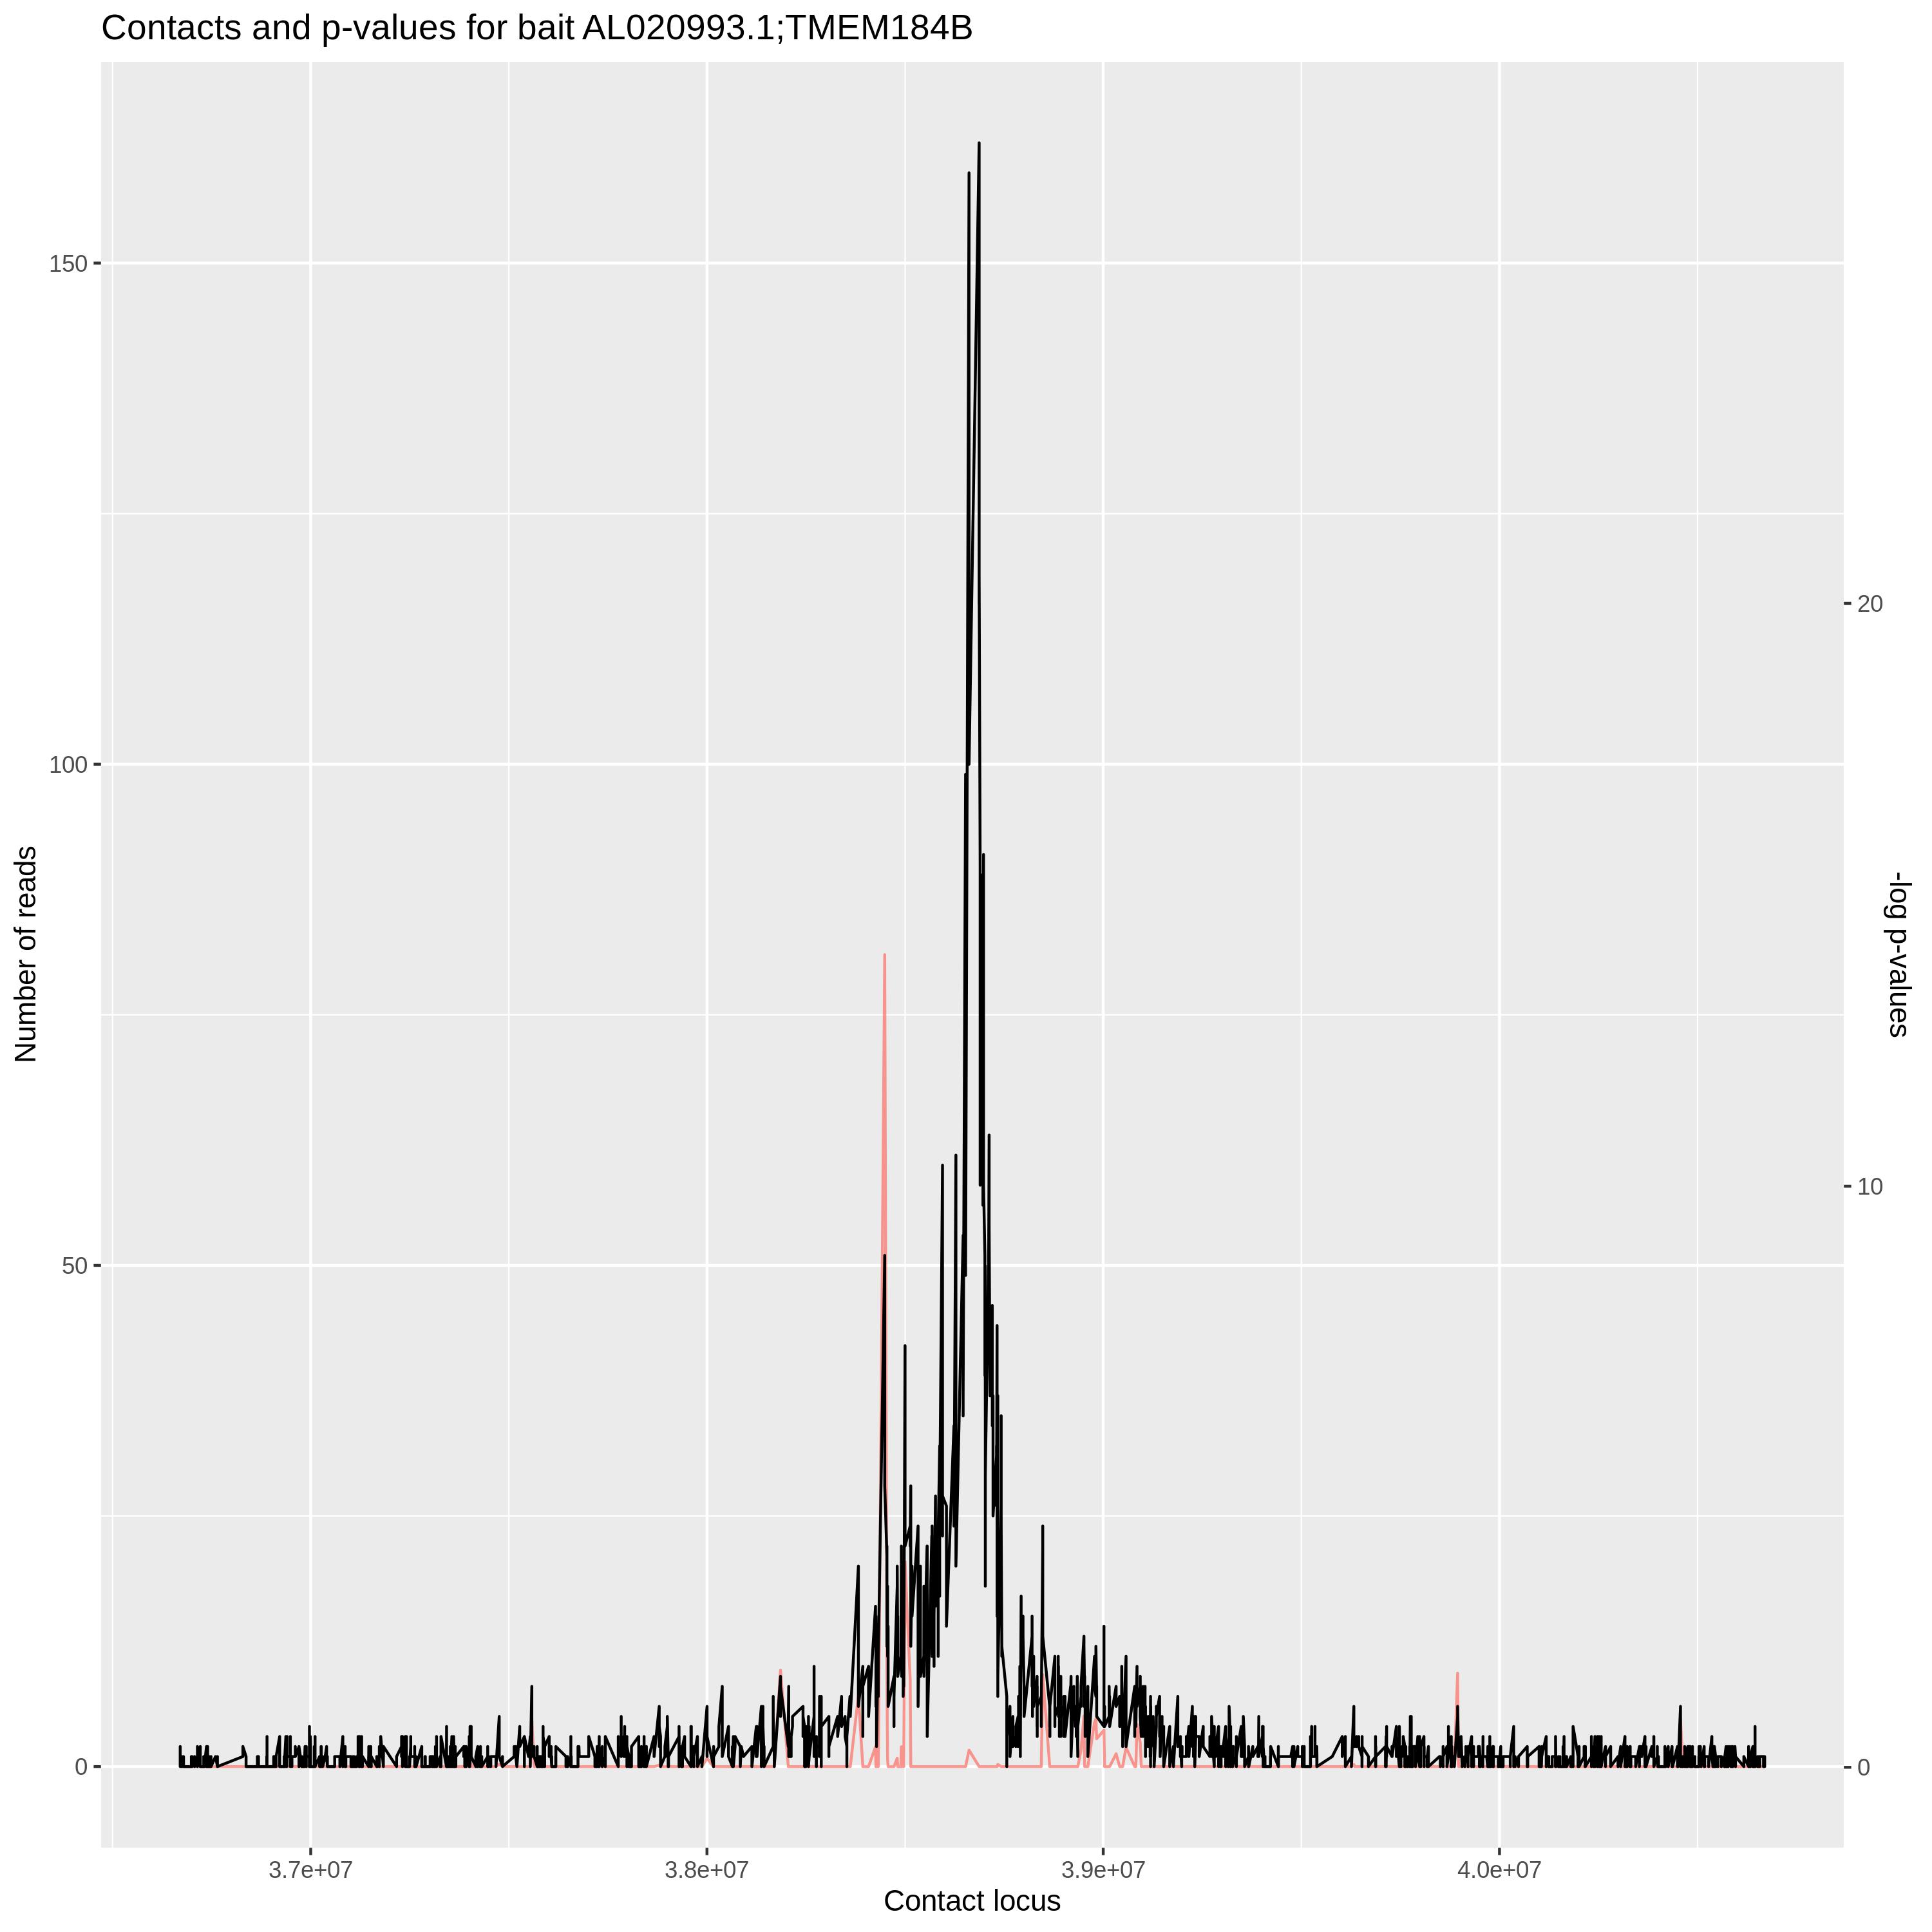 Contacts and p-values for bait AL020993.1;TMEM184B
150
100
50
0
Number of reads
20
10
0
-log p-values
3.7e+07 3.8e+07 3.9e+07 4.0e+07
Contact locus